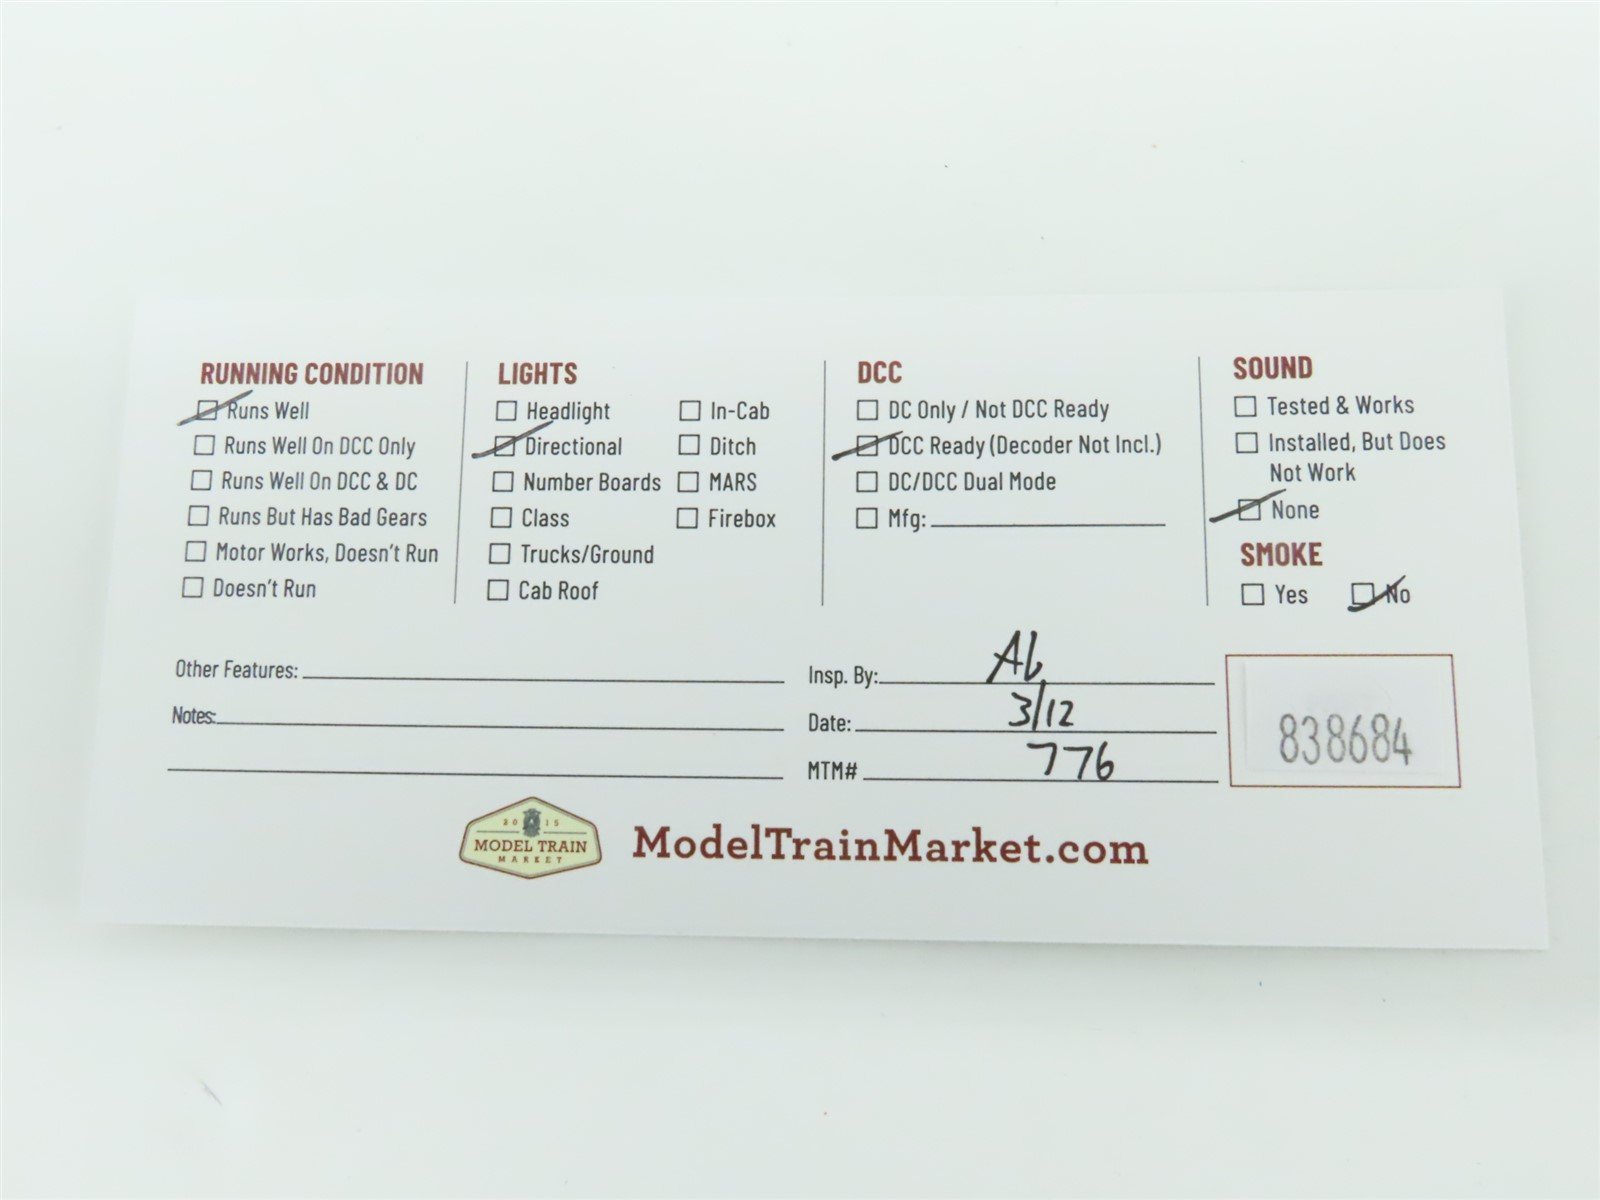 RUNNING CONDITION
Runs Well
Runs Well On DCC Only
Runs Well On DCC & DC
Runs But Has Bad Gears
Motor Works, Doesn't Run
Doesn't Run
LIGHTS
Headlight
Directional
Number Boards
Class
Trucks/Ground
Cab Roof
In-Cab
Ditch
MARS
Firebox
DCC
DC Only / Not DCC Ready
DCC Ready (Decoder Not Incl.)
DC/DCC Dual Mode
Mfg:
SOUND
Tested & Works
Installed, But Does
Not Work
None
SMOKE
Yes No
Other Features:
Notes:
Insp. By:
Date: 3/12
MTM# 776
838684
2015
MODEL TRAIN
MARKET
ModelTrainMarket.com